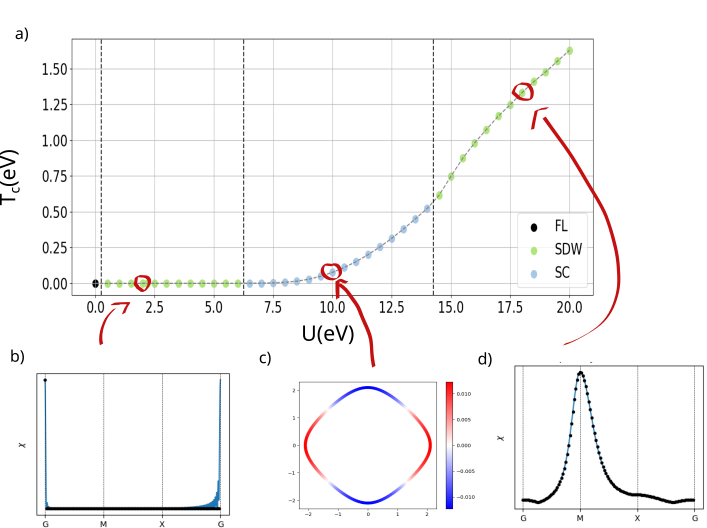 a)
T_c(eV)
1.50
1.25
1.00
0.75
0.50
0.25
0.00
FL
SDW
SC
0.0 2.5 5.0 7.5 10.0 12.5 15.0 17.5 20.0
U(eV)
b)
χ
G M X G
c)
2
1
0
−1
−2
−2 −1 0 1 2
0.010
0.005
0.000
−0.005
−0.010
d)
χ
G M X G